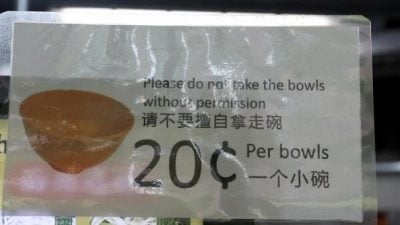 Please do not take the bowls
without permission
请不要擅自拿走碗
20¢ Per bowls
一个小碗